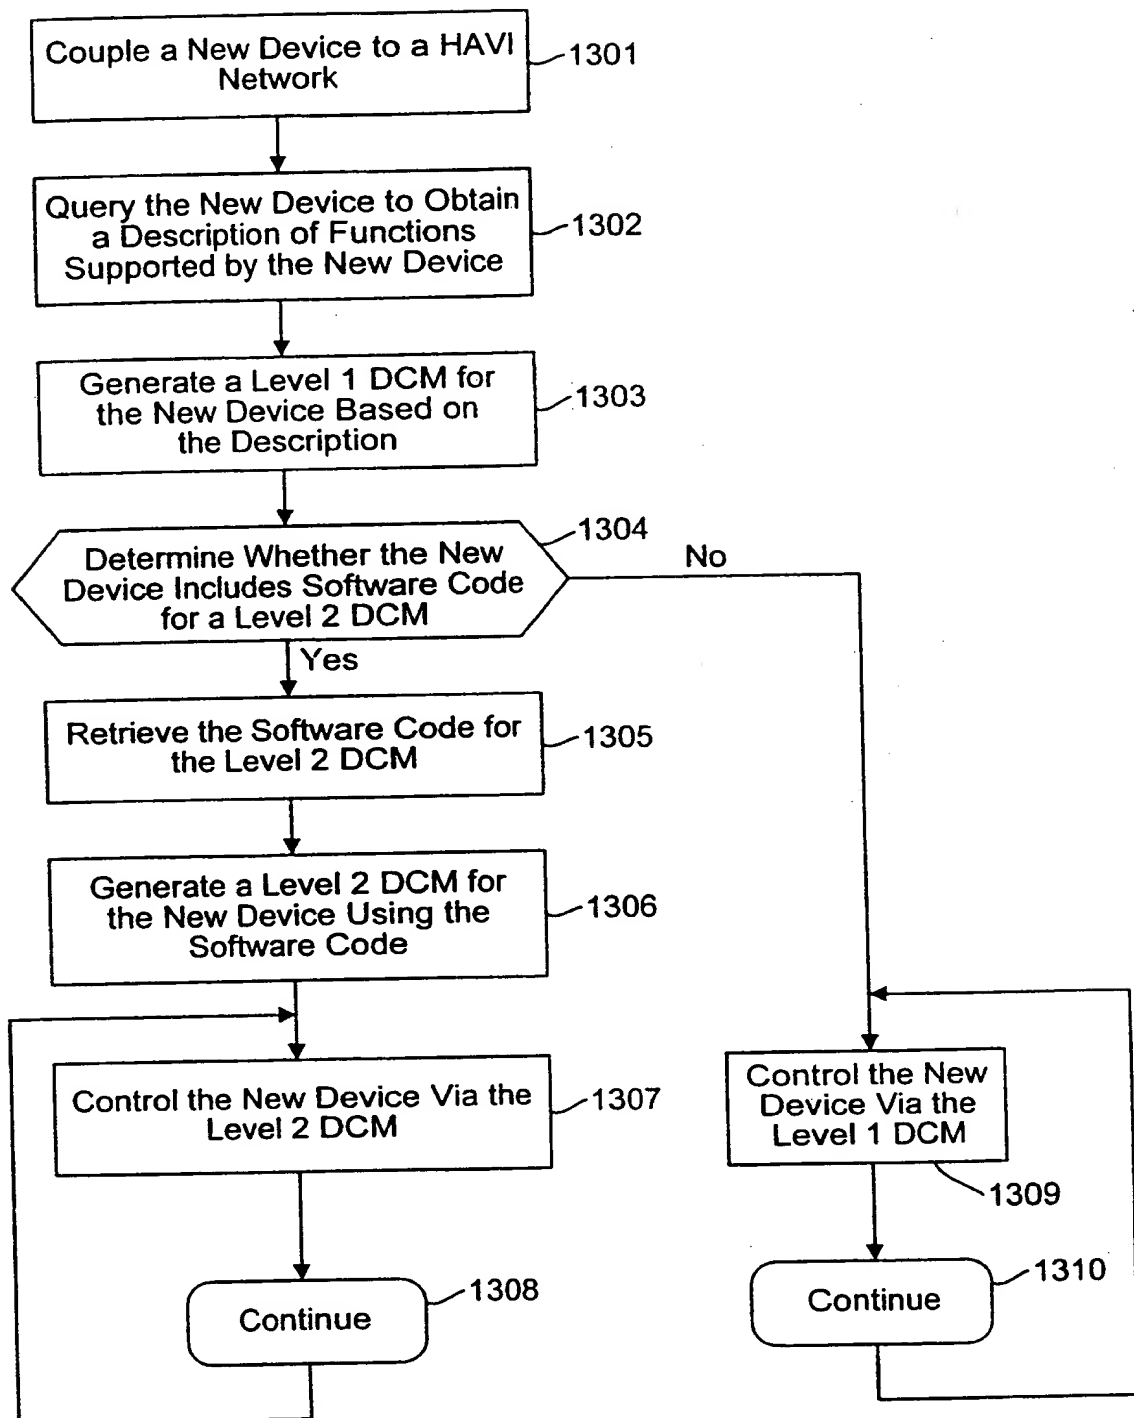 Couple a New Device to a HAVI
Network
1301
Query the New Device to Obtain
a Description of Functions
Supported by the New Device
1302
Generate a Level 1 DCM for
the New Device Based on
the Description
1303
Determine Whether the New
Device Includes Software Code
for a Level 2 DCM
1304
No
Yes
Retrieve the Software Code for
the Level 2 DCM
1305
Generate a Level 2 DCM for
the New Device Using the
Software Code
1306
Control the New Device Via the
Level 2 DCM
1307
Control the New
Device Via the
Level 1 DCM
1309
Continue
1308
Continue
1310